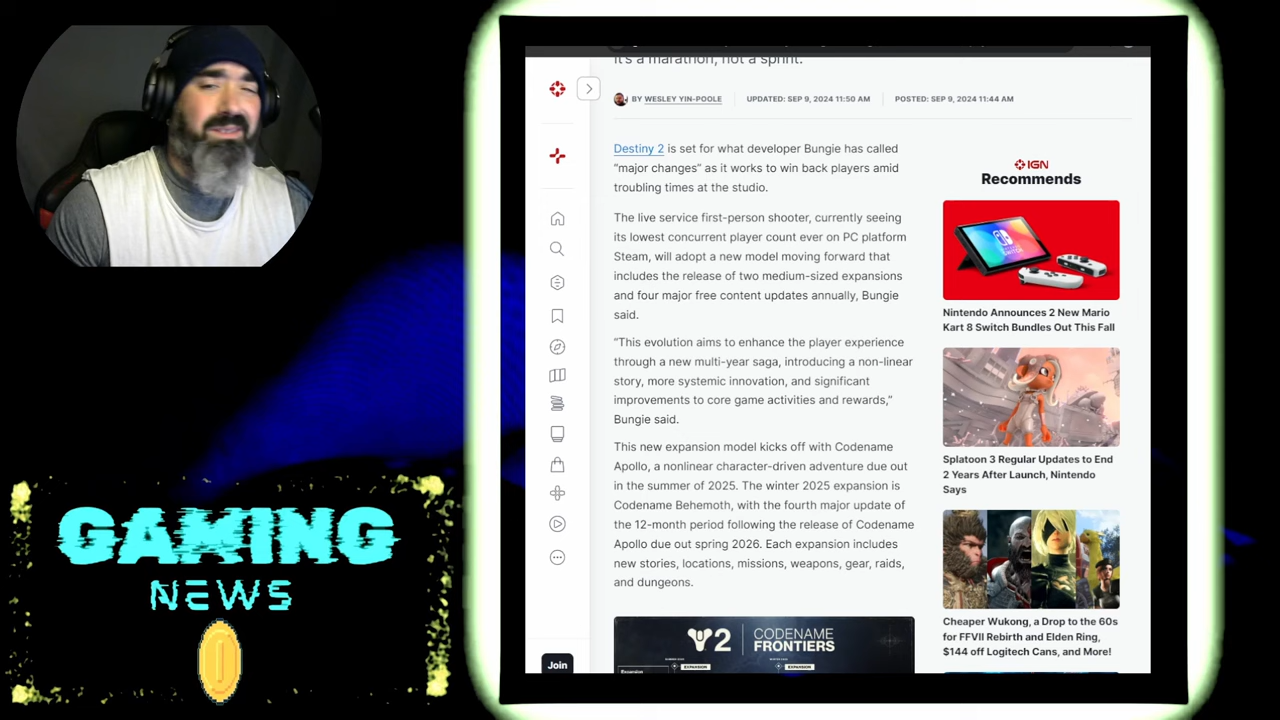 it's a marathon, not a sprint.
BY WESLEY YIN-POOLE
UPDATED: SEP 9, 2024 11:50 AM
POSTED: SEP 9, 2024 11:44 AM
Destiny 2 is set for what developer Bungie has called
"major changes" as it works to win back players amid
troubling times at the studio.
The live service first-person shooter, currently seeing
its lowest concurrent player count ever on PC platform
Steam, will adopt a new model moving forward that
includes the release of two medium-sized expansions
and four major free content updates annually, Bungie
said.
"This evolution aims to enhance the player experience
through a new multi-year saga, introducing a non-linear
story, more systemic innovation, and significant
improvements to core game activities and rewards,"
Bungie said.
This new expansion model kicks off with Codename
Apollo, a nonlinear character-driven adventure due out
in the summer of 2025. The winter 2025 expansion is
Codename Behemoth, with the fourth major update of
the 12-month period following the release of Codename
Apollo due out spring 2026. Each expansion includes
new stories, locations, missions, weapons, gear, raids,
and dungeons.
2 CODENAME
FRONTIERS
EXPANSION
EXPANSION
Expansion
IGN
Recommends
SWITCH
Nintendo Announces 2 New Mario
Kart 8 Switch Bundles Out This Fall
Splatoon 3 Regular Updates to End
2 Years After Launch, Nintendo
Says
Cheaper Wukong, a Drop to the 60s
for FFVII Rebirth and Elden Ring,
$144 off Logitech Cans, and More!
Join
GAMING
NEWS